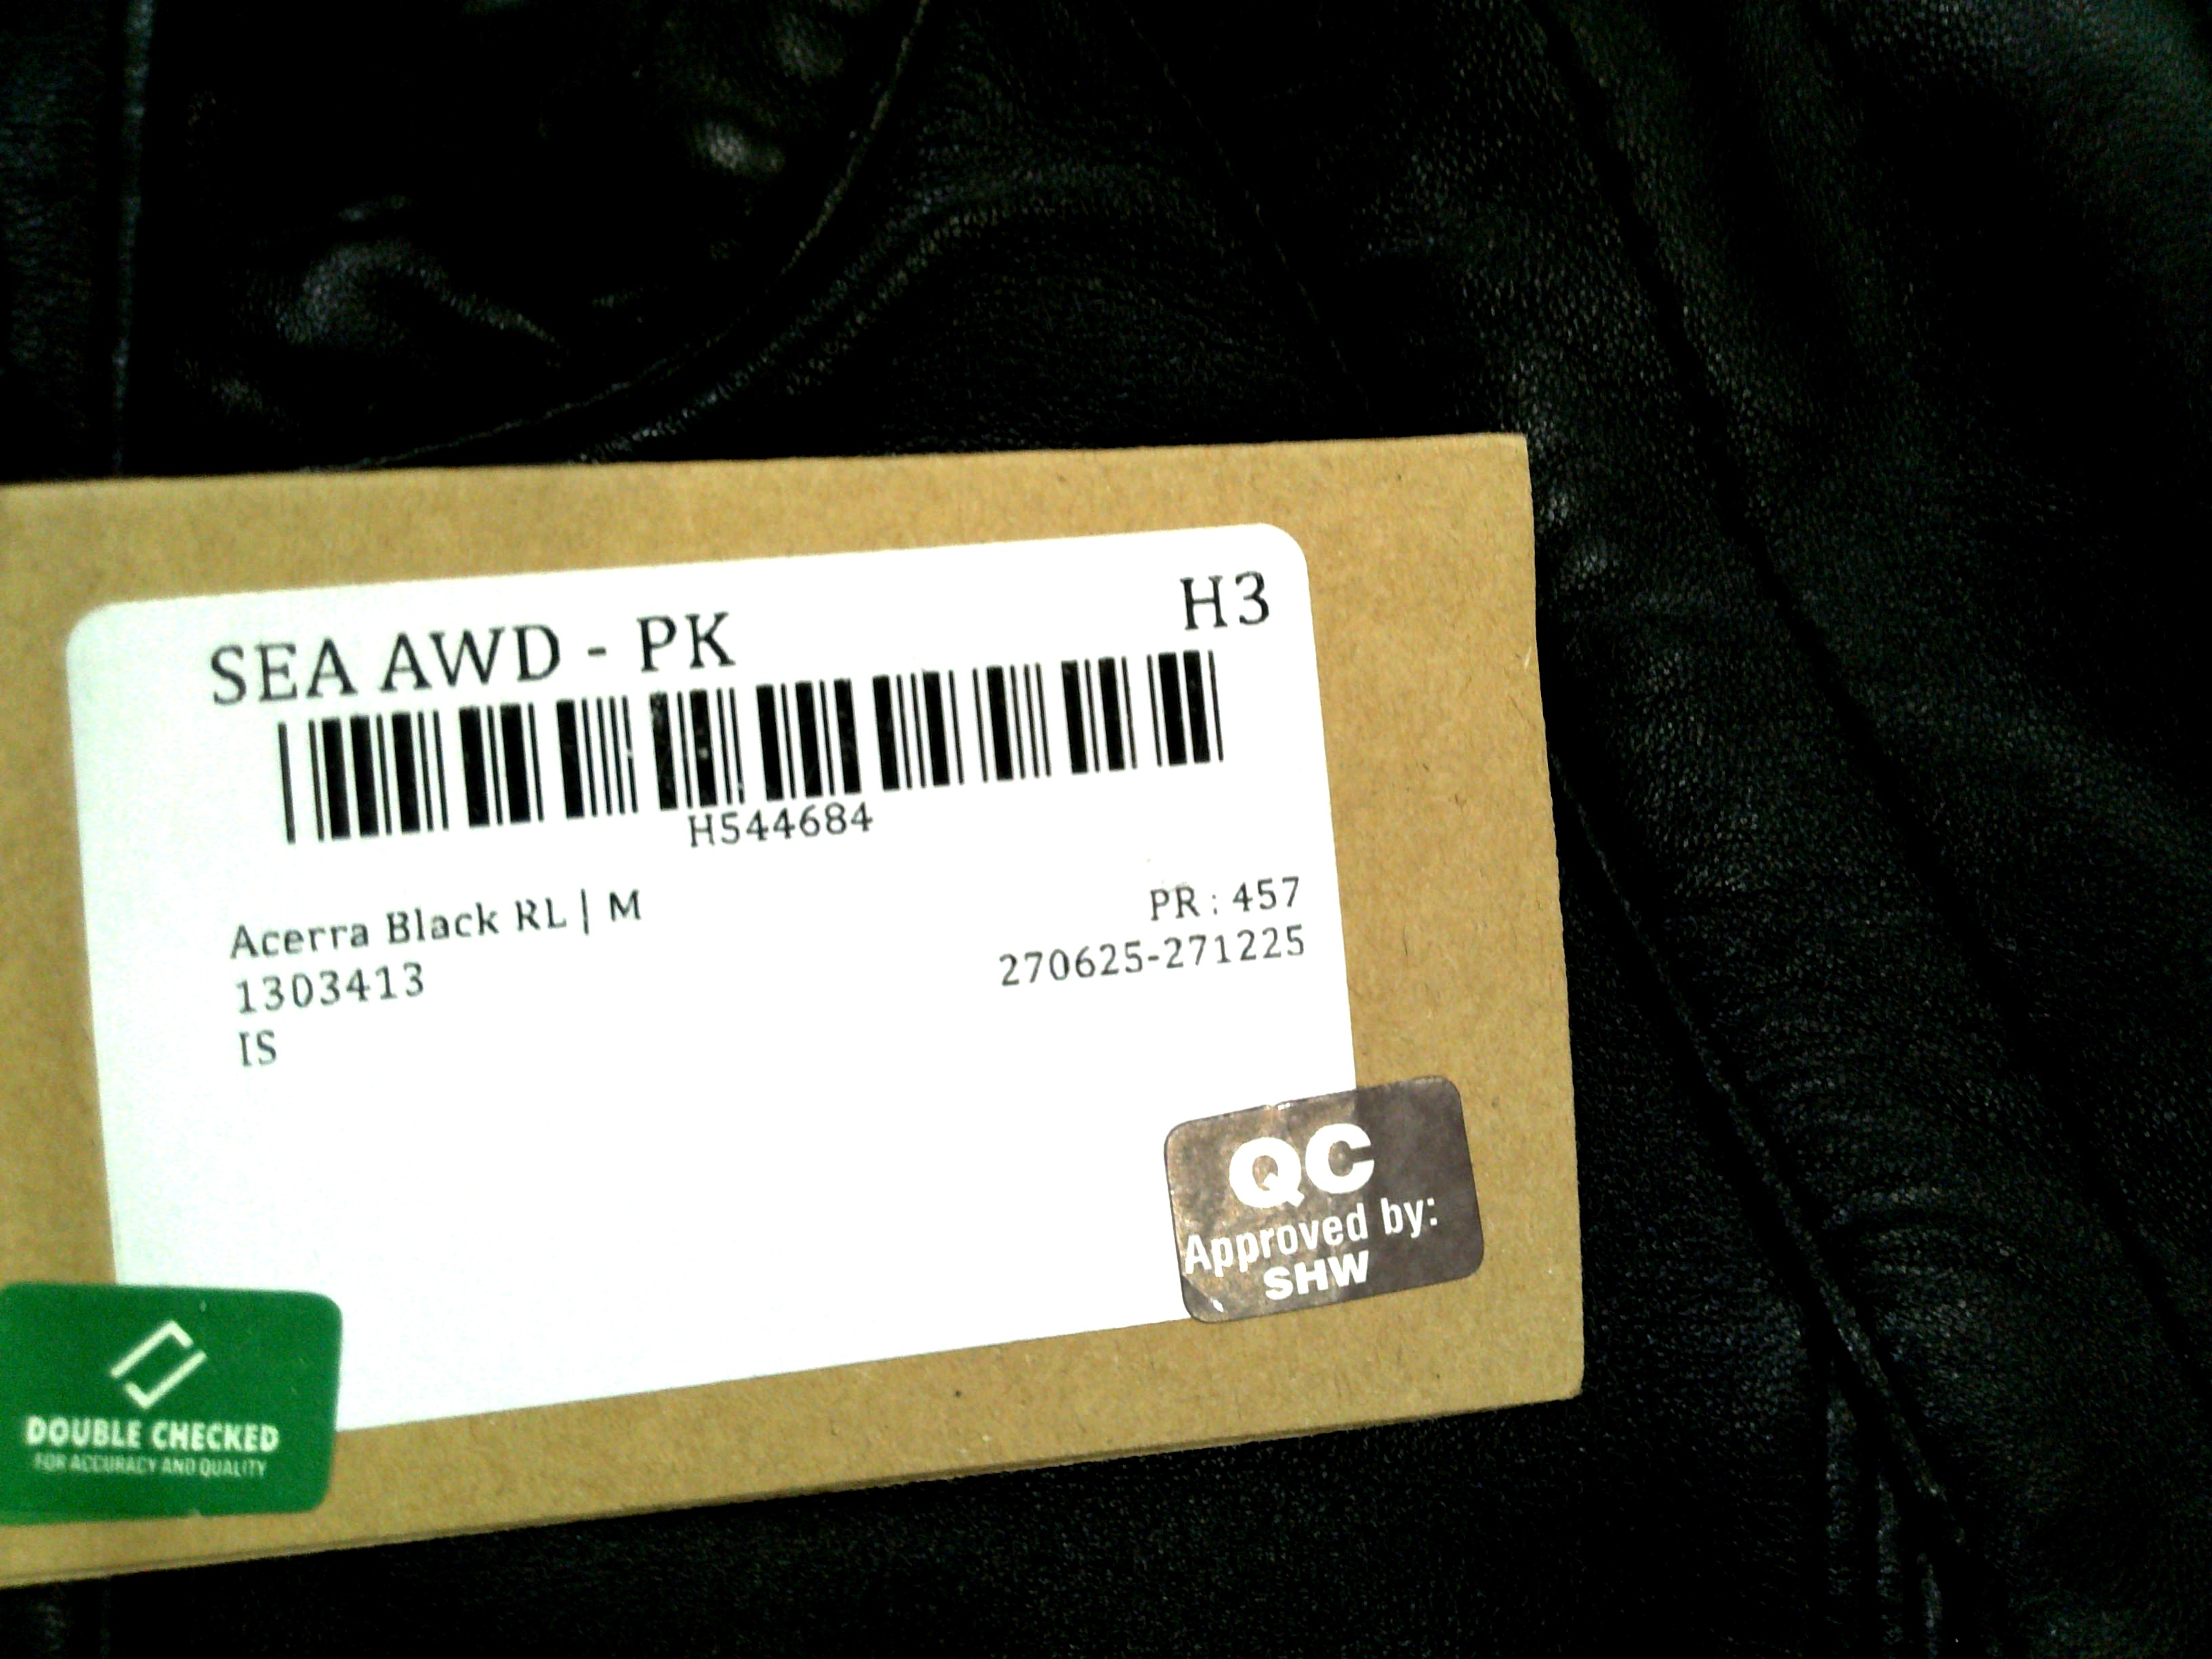 SEA AWD - PK
H3
H544684
Acerra Black RL | M
PR : 457
1303413
270625-271225
IS
QC
Approved by:
SHW
DOUBLE CHECKED
FOR ACCURACY AND QUALITY